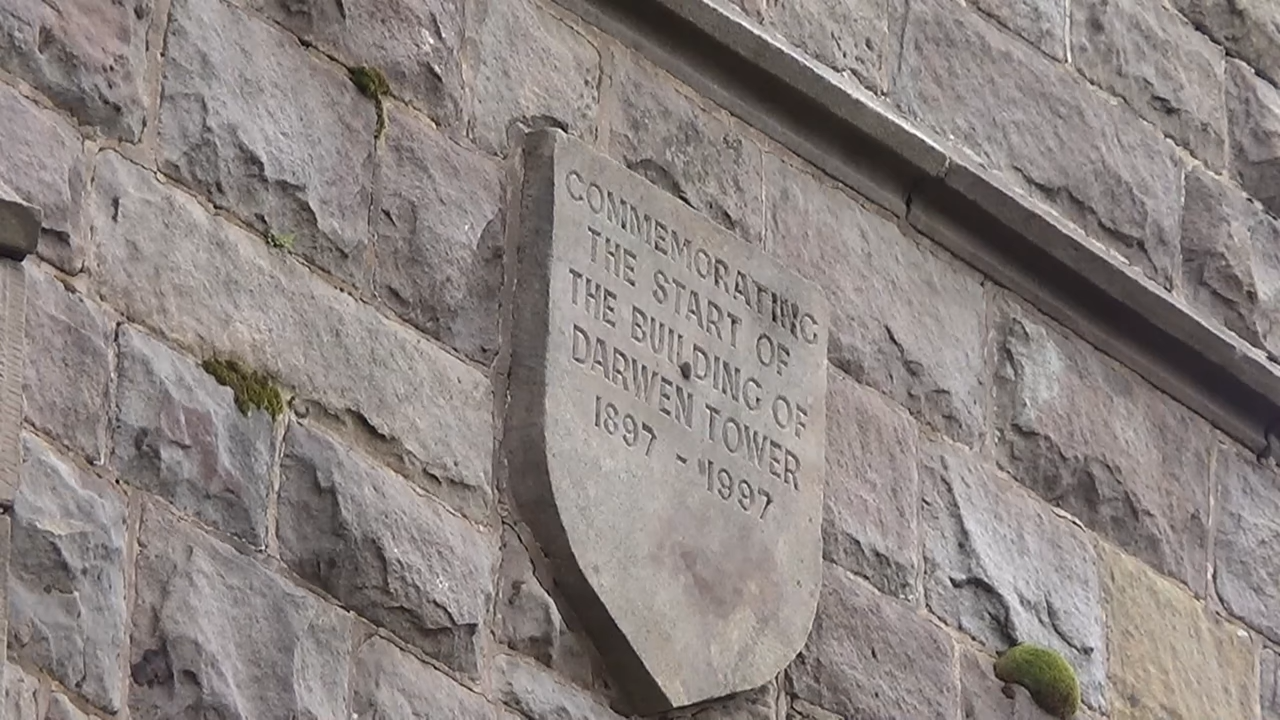 COMMEMORATING
THE START OF
THE BUILDING OF
DARWEN TOWER
1897 - 1997